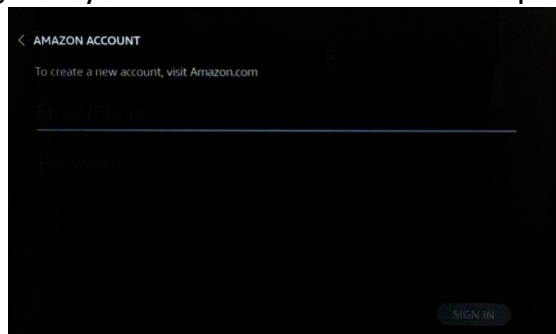 AMAZON ACCOUNT
To create a new account, visit Amazon.com
Email/Phone
Password
SIGN IN